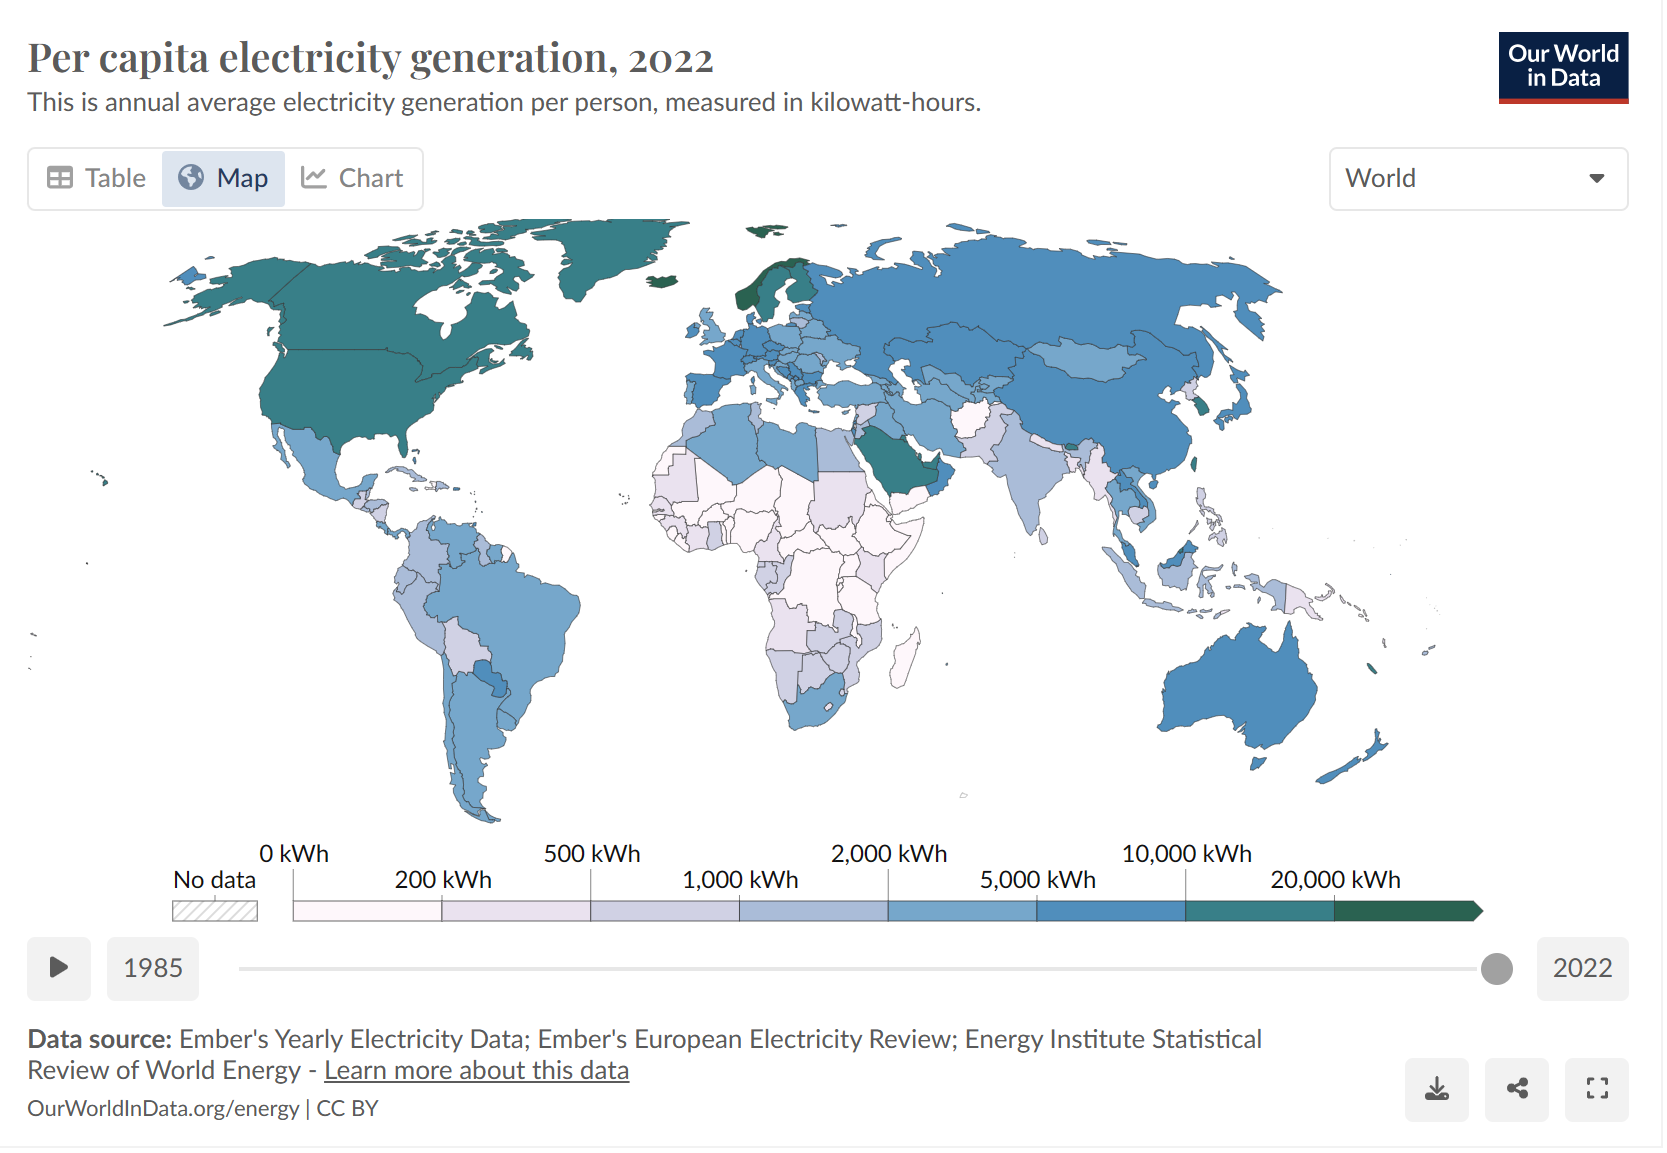 Per capita electricity generation, 2022
This is annual average electricity generation per person, measured in kilowatt-hours.
Our World
in Data
Table Map Chart
World
0 kWh 500 kWh 2,000 kWh 10,000 kWh
No data 200 kWh 1,000 kWh 5,000 kWh 20,000 kWh
1985 2022
Data source: Ember's Yearly Electricity Data; Ember's European Electricity Review; Energy Institute Statistical
Review of World Energy - Learn more about this data
OurWorldInData.org/energy | CC BY